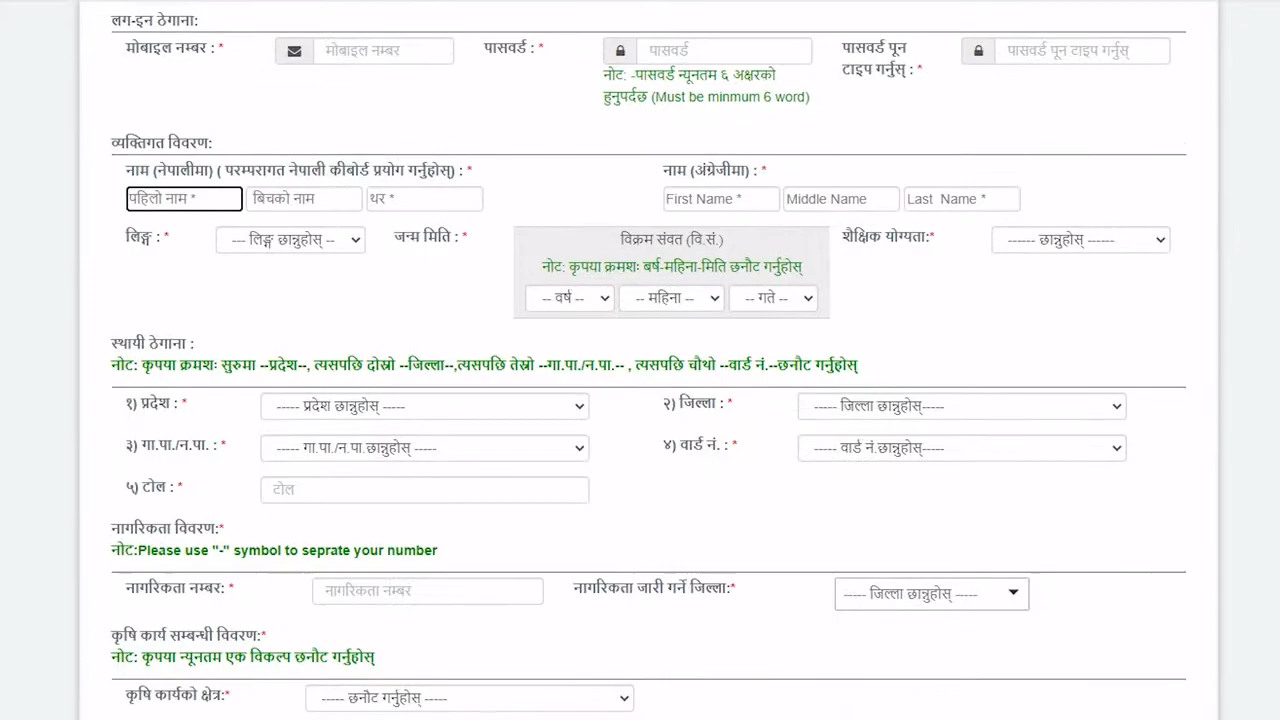 लग-इन ठेगाना:
मोबाइल नम्बर : * मोबाइल नम्बर पासवर्ड : * पासवर्ड पासवर्ड पून टाइप गर्नुस् : * पासवर्ड पून टाइप गर्नुस्
नोट: -पासवर्ड न्यूनतम ६ अक्षरको
हुनुपर्दछ (Must be minmum 6 word)
व्यक्तिगत विवरण:
नाम (नेपालीमा) ( परम्परागत नेपाली कीबोर्ड प्रयोग गर्नुहोस्) : * नाम (अंग्रेजीमा) : *
पहिलो नाम * बिचको नाम थर * First Name * Middle Name Last Name *
लिङ्ग : * --- लिङ्ग छान्नुहोस् -- जन्म मिति : * विक्रम संवत (वि.सं.) शैक्षिक योग्यता:* ------ छान्नुहोस् ------
नोट: कृपया क्रमशः बर्ष-महिना-मिति छनौट गर्नुहोस्
-- वर्ष -- -- महिना -- -- गते --
स्थायी ठेगाना :
नोट: कृपया क्रमशः सुरुमा --प्रदेश--, त्यसपछि दोस्रो --जिल्ला--,त्यसपछि तेस्रो --गा.पा./न.पा.-- , त्यसपछि चौथो --वार्ड नं.--छनौट गर्नुहोस्
१) प्रदेश : * ----- प्रदेश छान्नुहोस् ----- २) जिल्ला : * ----- जिल्ला छान्नुहोस्-----
३) गा.पा./न.पा. : * ----- गा.पा./न.पा.छान्नुहोस् ----- ४) वार्ड नं. : * ----- वार्ड नं.छान्नुहोस्-----
५) टोल : * टोल
नागरिकता विवरण:*
नोट:Please use "-" symbol to seprate your number
नागरिकता नम्बर: * नागरिकता नम्बर नागरिकता जारी गर्ने जिल्ला:* ----- जिल्ला छान्नुहोस् -----
कृषि कार्य सम्बन्धी विवरण:*
नोट: कृपया न्यूनतम एक विकल्प छनौट गर्नुहोस्
कृषि कार्यको क्षेत्र:* ----- छनौट गर्नुहोस् -----